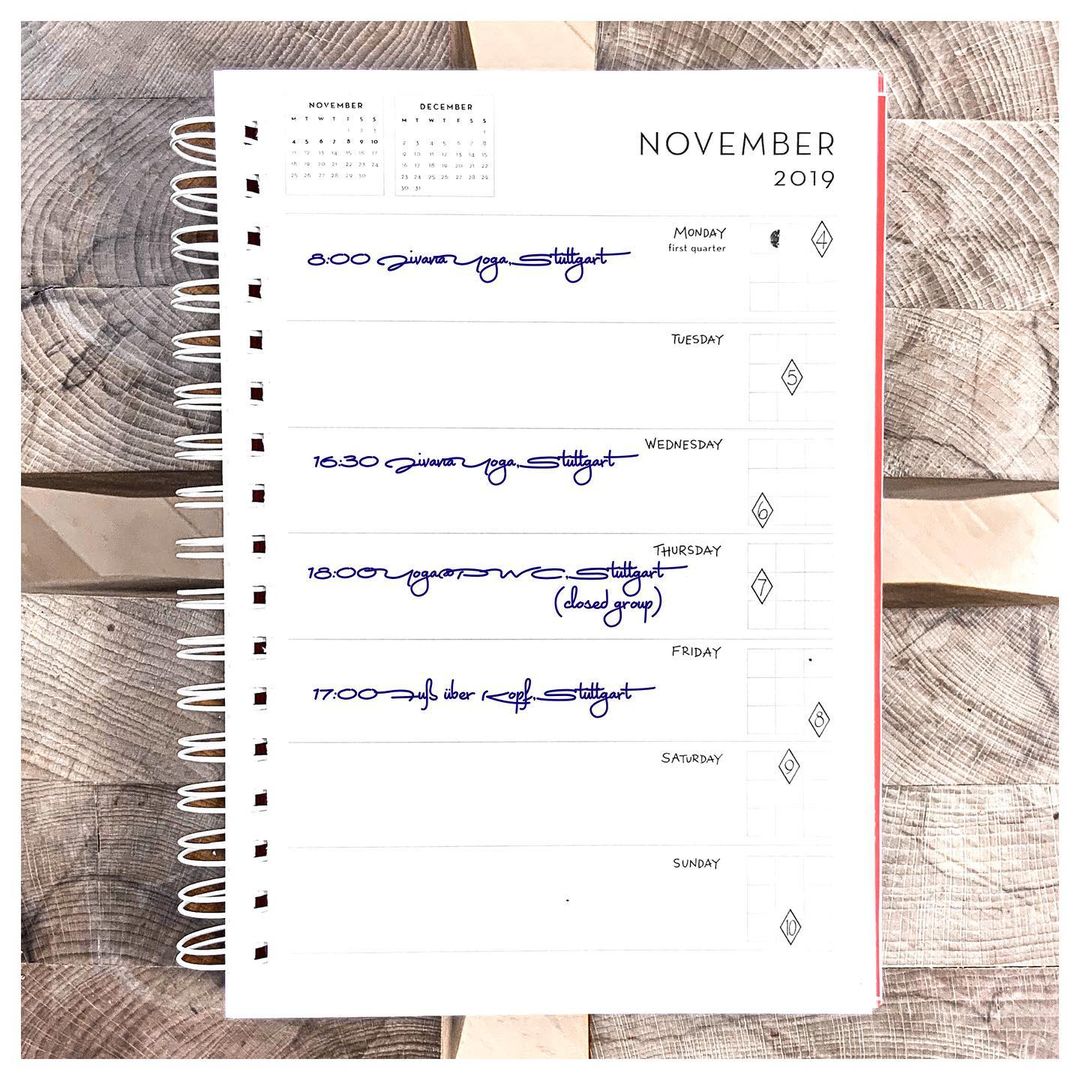 NOVEMBER
M T W T F S S
1 2 3
4 5 6 7 8 9 10
11 12 13 14 15 16 17
18 19 20 21 22 23 24
25 26 27 28 29 30
DECEMBER
M T W T F S S
1
2 3 4 5 6 7 8
9 10 11 12 13 14 15
16 17 18 19 20 21 22
23 24 25 26 27 28 29
30 31
NOVEMBER
2019
MONDAY 4
first quarter
8:00 Jivana Yoga, Stuttgart
TUESDAY
5
WEDNESDAY
16:30 Jivana Yoga, Stuttgart
6
THURSDAY
18:00 Yoga@PWC, Stuttgart
7
(closed group)
FRIDAY
17:00 Fuß über Kopf, Stuttgart
8
SATURDAY 9
SUNDAY
10